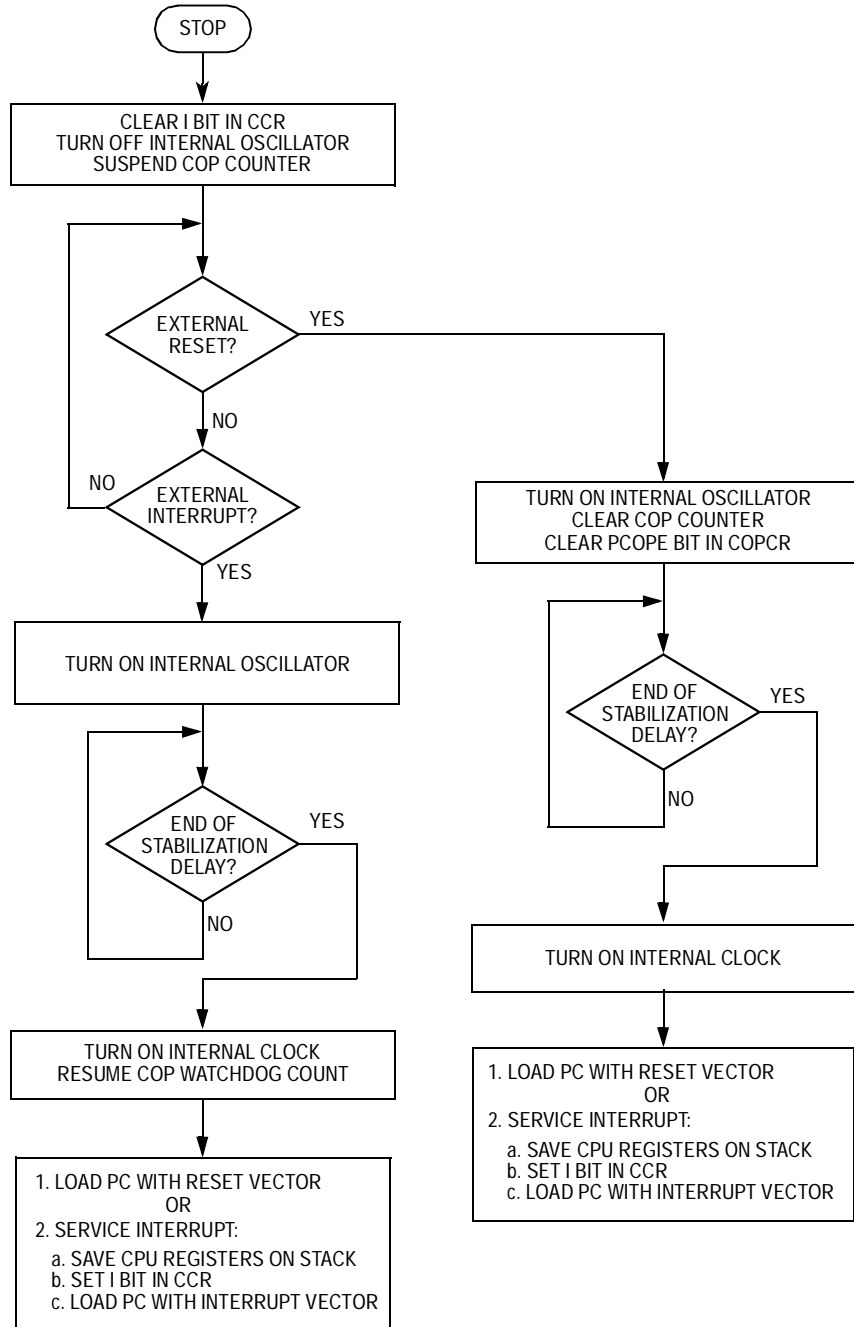 STOP
CLEAR I BIT IN CCR
TURN OFF INTERNAL OSCILLATOR
SUSPEND COP COUNTER
EXTERNAL
RESET?
YES
NO
EXTERNAL
INTERRUPT?
NO
YES
TURN ON INTERNAL OSCILLATOR
END OF
STABILIZATION
DELAY?
YES
NO
TURN ON INTERNAL CLOCK
RESUME COP WATCHDOG COUNT
1. LOAD PC WITH RESET VECTOR
OR
2. SERVICE INTERRUPT:
a. SAVE CPU REGISTERS ON STACK
b. SET I BIT IN CCR
c. LOAD PC WITH INTERRUPT VECTOR
TURN ON INTERNAL OSCILLATOR
CLEAR COP COUNTER
CLEAR PCOPE BIT IN COPCR
END OF
STABILIZATION
DELAY?
YES
NO
TURN ON INTERNAL CLOCK
1. LOAD PC WITH RESET VECTOR
OR
2. SERVICE INTERRUPT:
a. SAVE CPU REGISTERS ON STACK
b. SET I BIT IN CCR
c. LOAD PC WITH INTERRUPT VECTOR